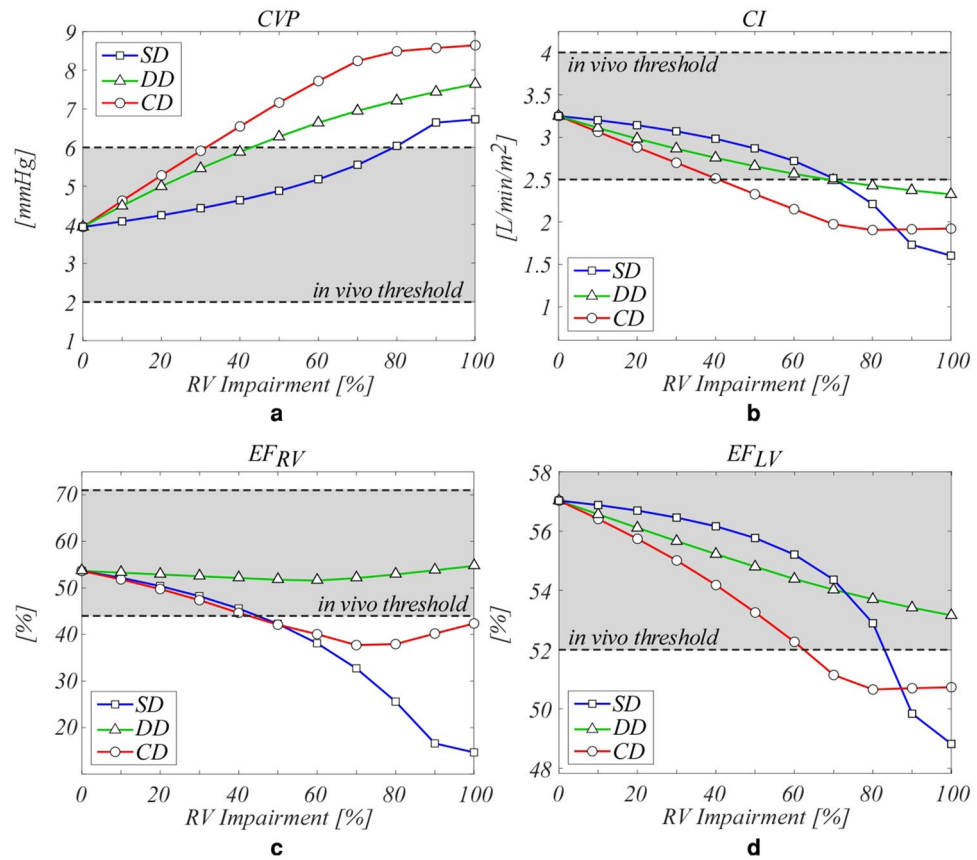 CVP
[mmHg]
9
8
7
6
5
4
3
2
1
SD
DD
CD
in vivo threshold
0 20 40 60 80 100
RV Impairment [%]
a
CI
[L/min/m²]
4
3.5
3
2.5
2
1.5
1
in vivo threshold
SD
DD
CD
0 20 40 60 80 100
RV Impairment [%]
b
EF_RV
[%]
70
60
50
40
30
20
in vivo threshold
SD
DD
CD
0 20 40 60 80 100
RV Impairment [%]
c
EF_LV
[%]
58
56
54
52
50
48
in vivo threshold
SD
DD
CD
0 20 40 60 80 100
RV Impairment [%]
d